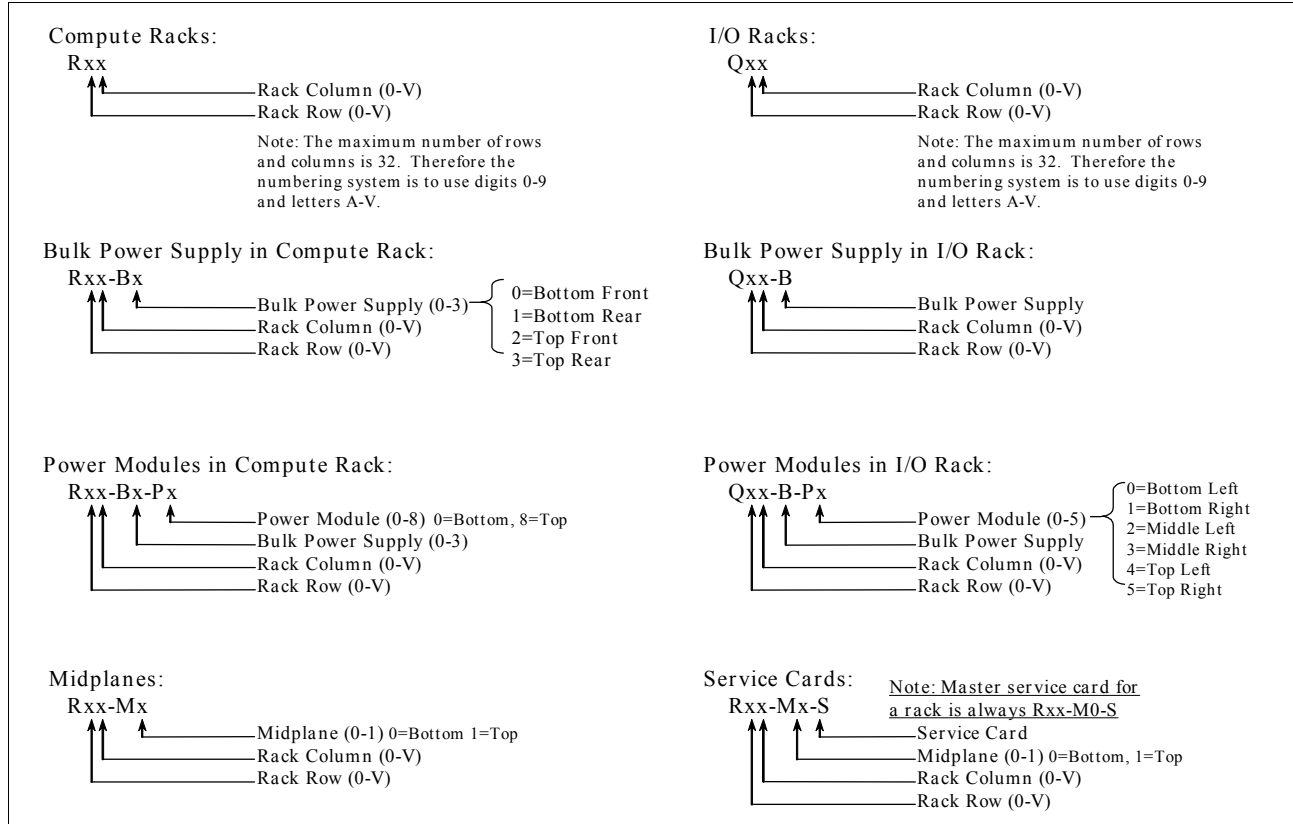 Compute Racks:
Rxx
Rack Column (0-V)
Rack Row (0-V)
Note: The maximum number of rows
and columns is 32. Therefore the
numbering system is to use digits 0-9
and letters A-V.
I/O Racks:
Qxx
Rack Column (0-V)
Rack Row (0-V)
Note: The maximum number of rows
and columns is 32. Therefore the
numbering system is to use digits 0-9
and letters A-V.
Bulk Power Supply in Compute Rack:
Rxx-Bx
Bulk Power Supply (0-3)
Rack Column (0-V)
Rack Row (0-V)
0=Bottom Front
1=Bottom Rear
2=Top Front
3=Top Rear
Bulk Power Supply in I/O Rack:
Qxx-B
Bulk Power Supply
Rack Column (0-V)
Rack Row (0-V)
Power Modules in Compute Rack:
Rxx-Bx-Px
Power Module (0-8) 0=Bottom, 8=Top
Bulk Power Supply (0-3)
Rack Column (0-V)
Rack Row (0-V)
Power Modules in I/O Rack:
Qxx-B-Px
Power Module (0-5)
Bulk Power Supply
Rack Column (0-V)
Rack Row (0-V)
0=Bottom Left
1=Bottom Right
2=Middle Left
3=Middle Right
4=Top Left
5=Top Right
Midplanes:
Rxx-Mx
Midplane (0-1) 0=Bottom 1=Top
Rack Column (0-V)
Rack Row (0-V)
Service Cards:
Note: Master service card for
a rack is always Rxx-M0-S
Rxx-Mx-S
Service Card
Midplane (0-1) 0=Bottom, 1=Top
Rack Column (0-V)
Rack Row (0-V)